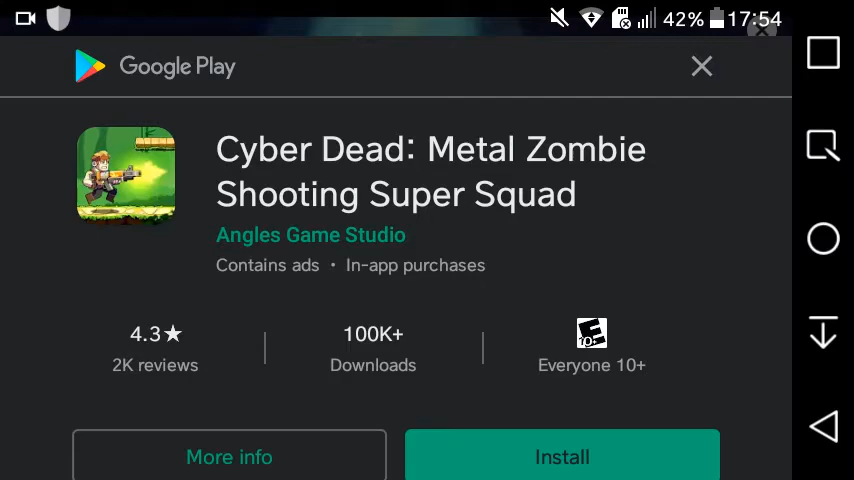 42% 17:54
Google Play
Cyber Dead: Metal Zombie
Shooting Super Squad
Angles Game Studio
Contains ads • In-app purchases
4.3★
2K reviews
100K+
Downloads
E
10+
Everyone 10+
More info
Install